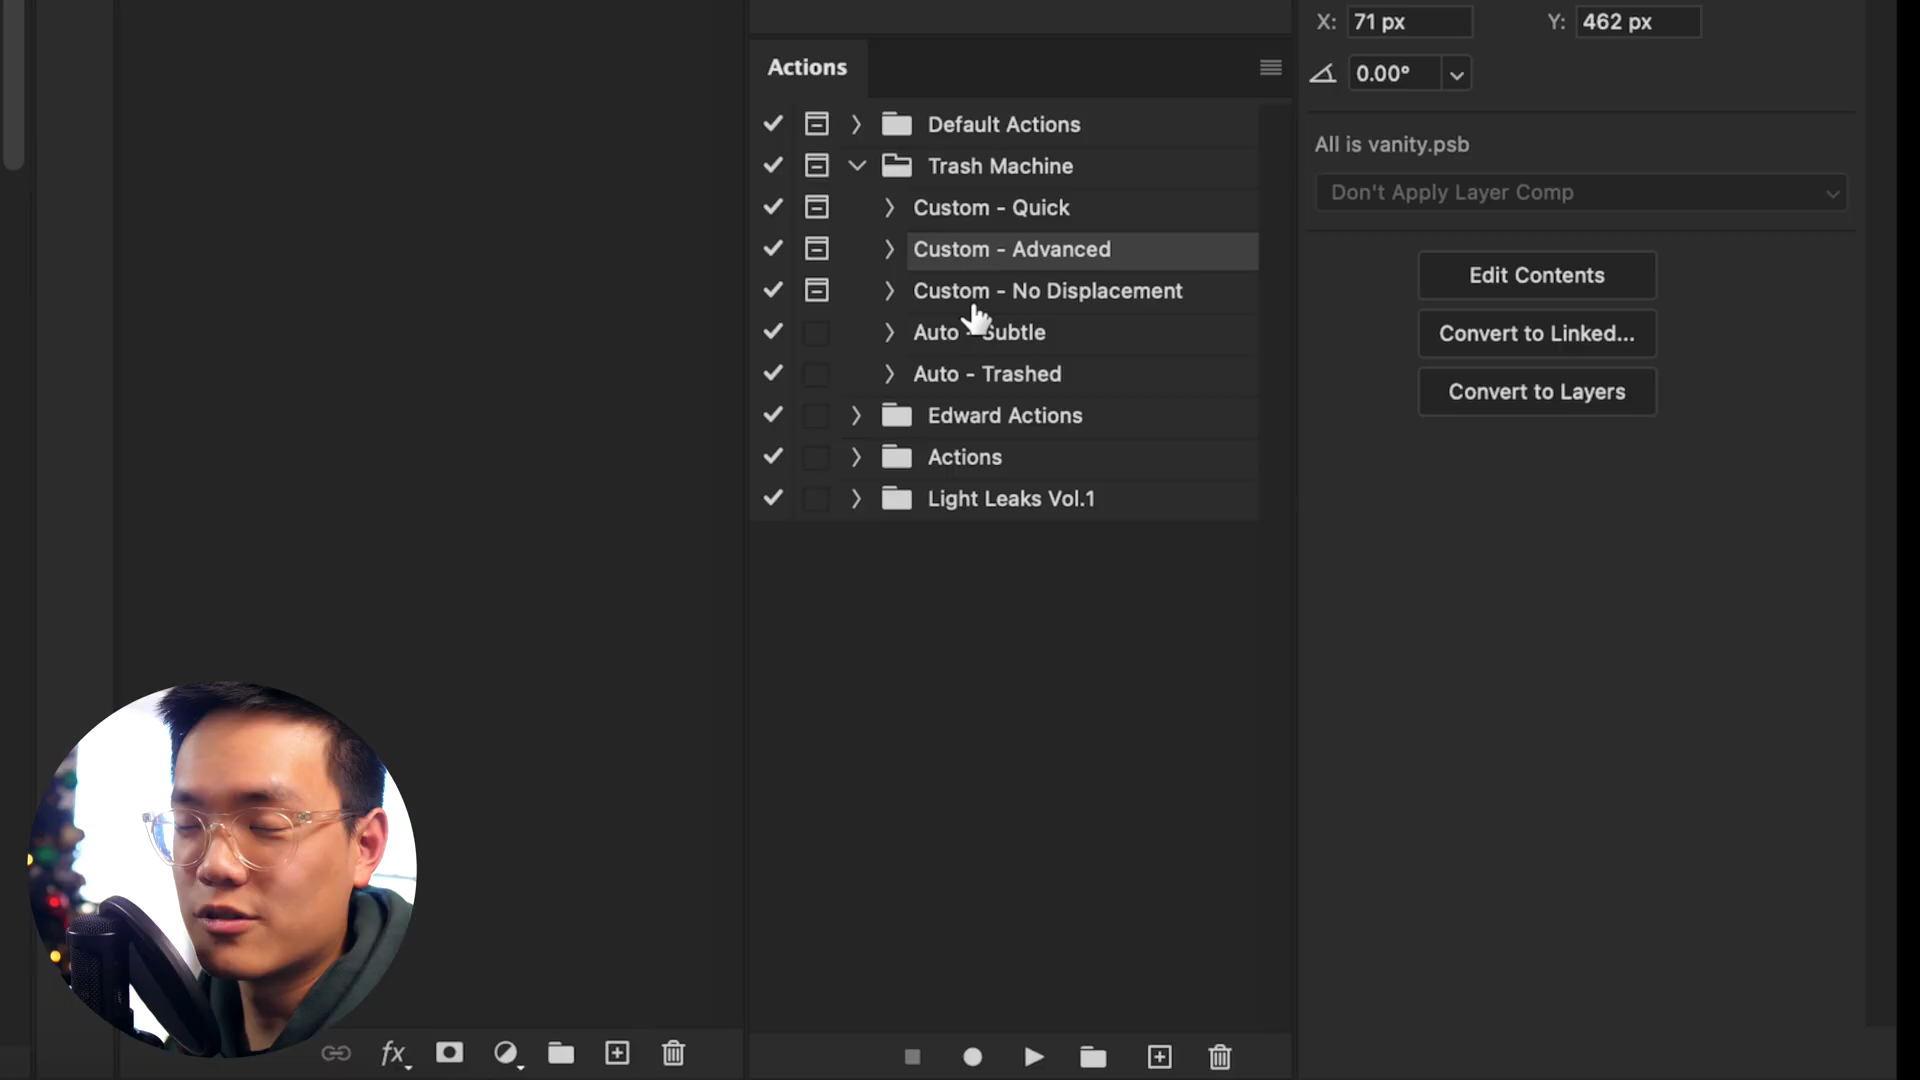 X: 71 px Y: 462 px
0.00°
Actions
Default Actions
Trash Machine
Custom - Quick
Custom - Advanced
Custom - No Displacement
Auto - Subtle
Auto - Trashed
Edward Actions
Actions
Light Leaks Vol.1
All is vanity.psb
Don't Apply Layer Comp
Edit Contents
Convert to Linked...
Convert to Layers
fx